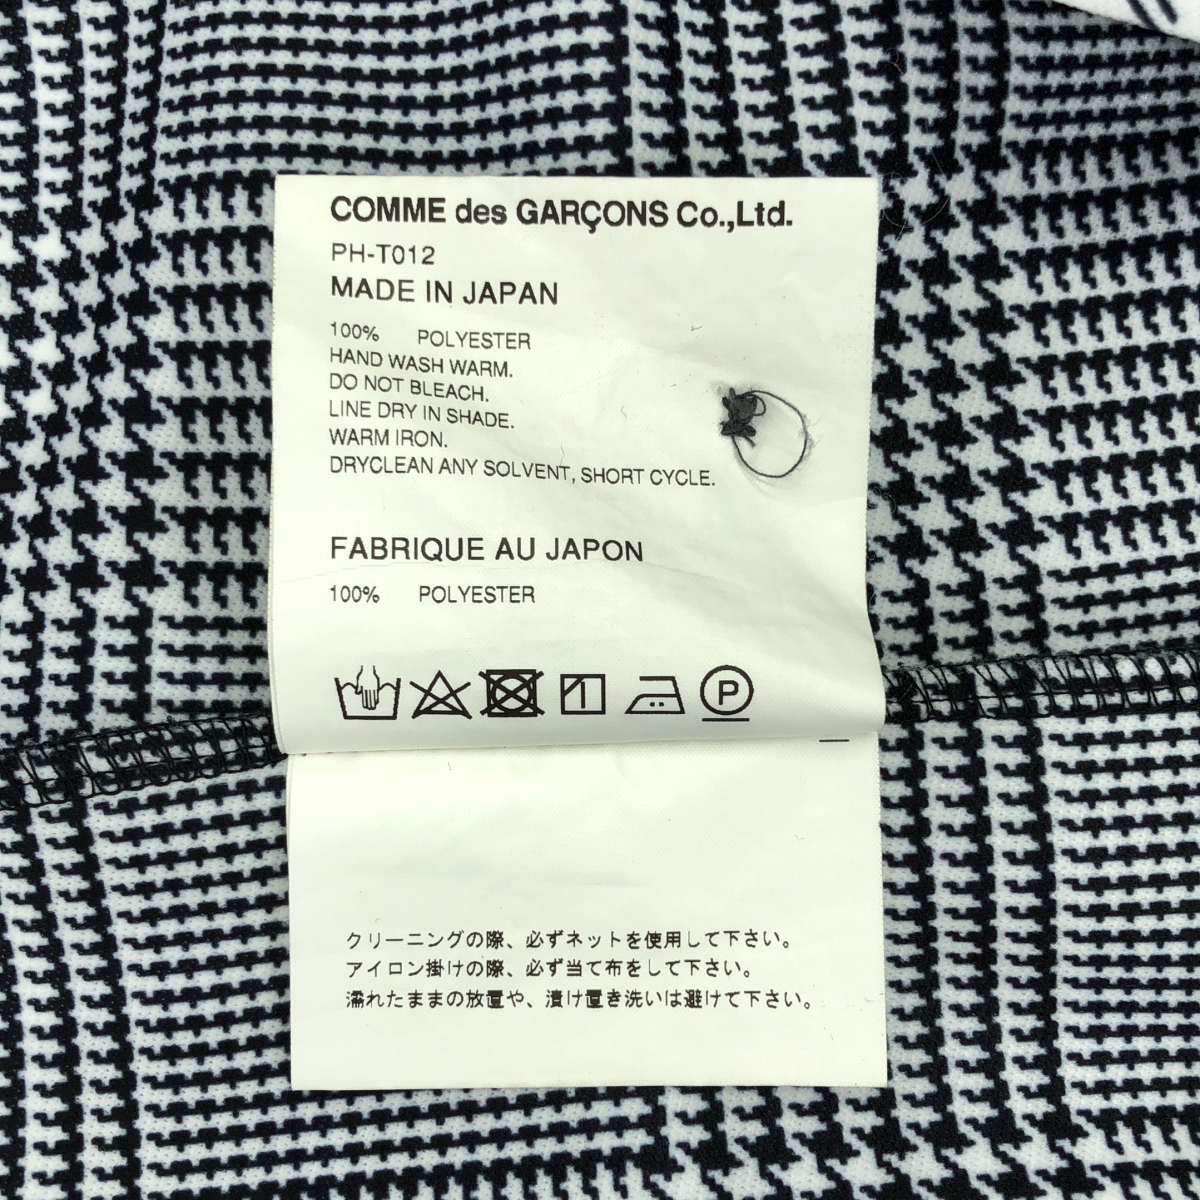 COMME des GARÇONS Co.,Ltd.
PH-T012
MADE IN JAPAN
100% POLYESTER
HAND WASH WARM.
DO NOT BLEACH.
LINE DRY IN SHADE.
WARM IRON.
DRYCLEAN ANY SOLVENT, SHORT CYCLE.
FABRIQUE AU JAPON
100% POLYESTER
P
クリーニングの際、必ずネットを使用して下さい。
アイロン掛けの際、必ず当て布をして下さい。
濡れたままの放置や、漬け置き洗いは避けて下さい。